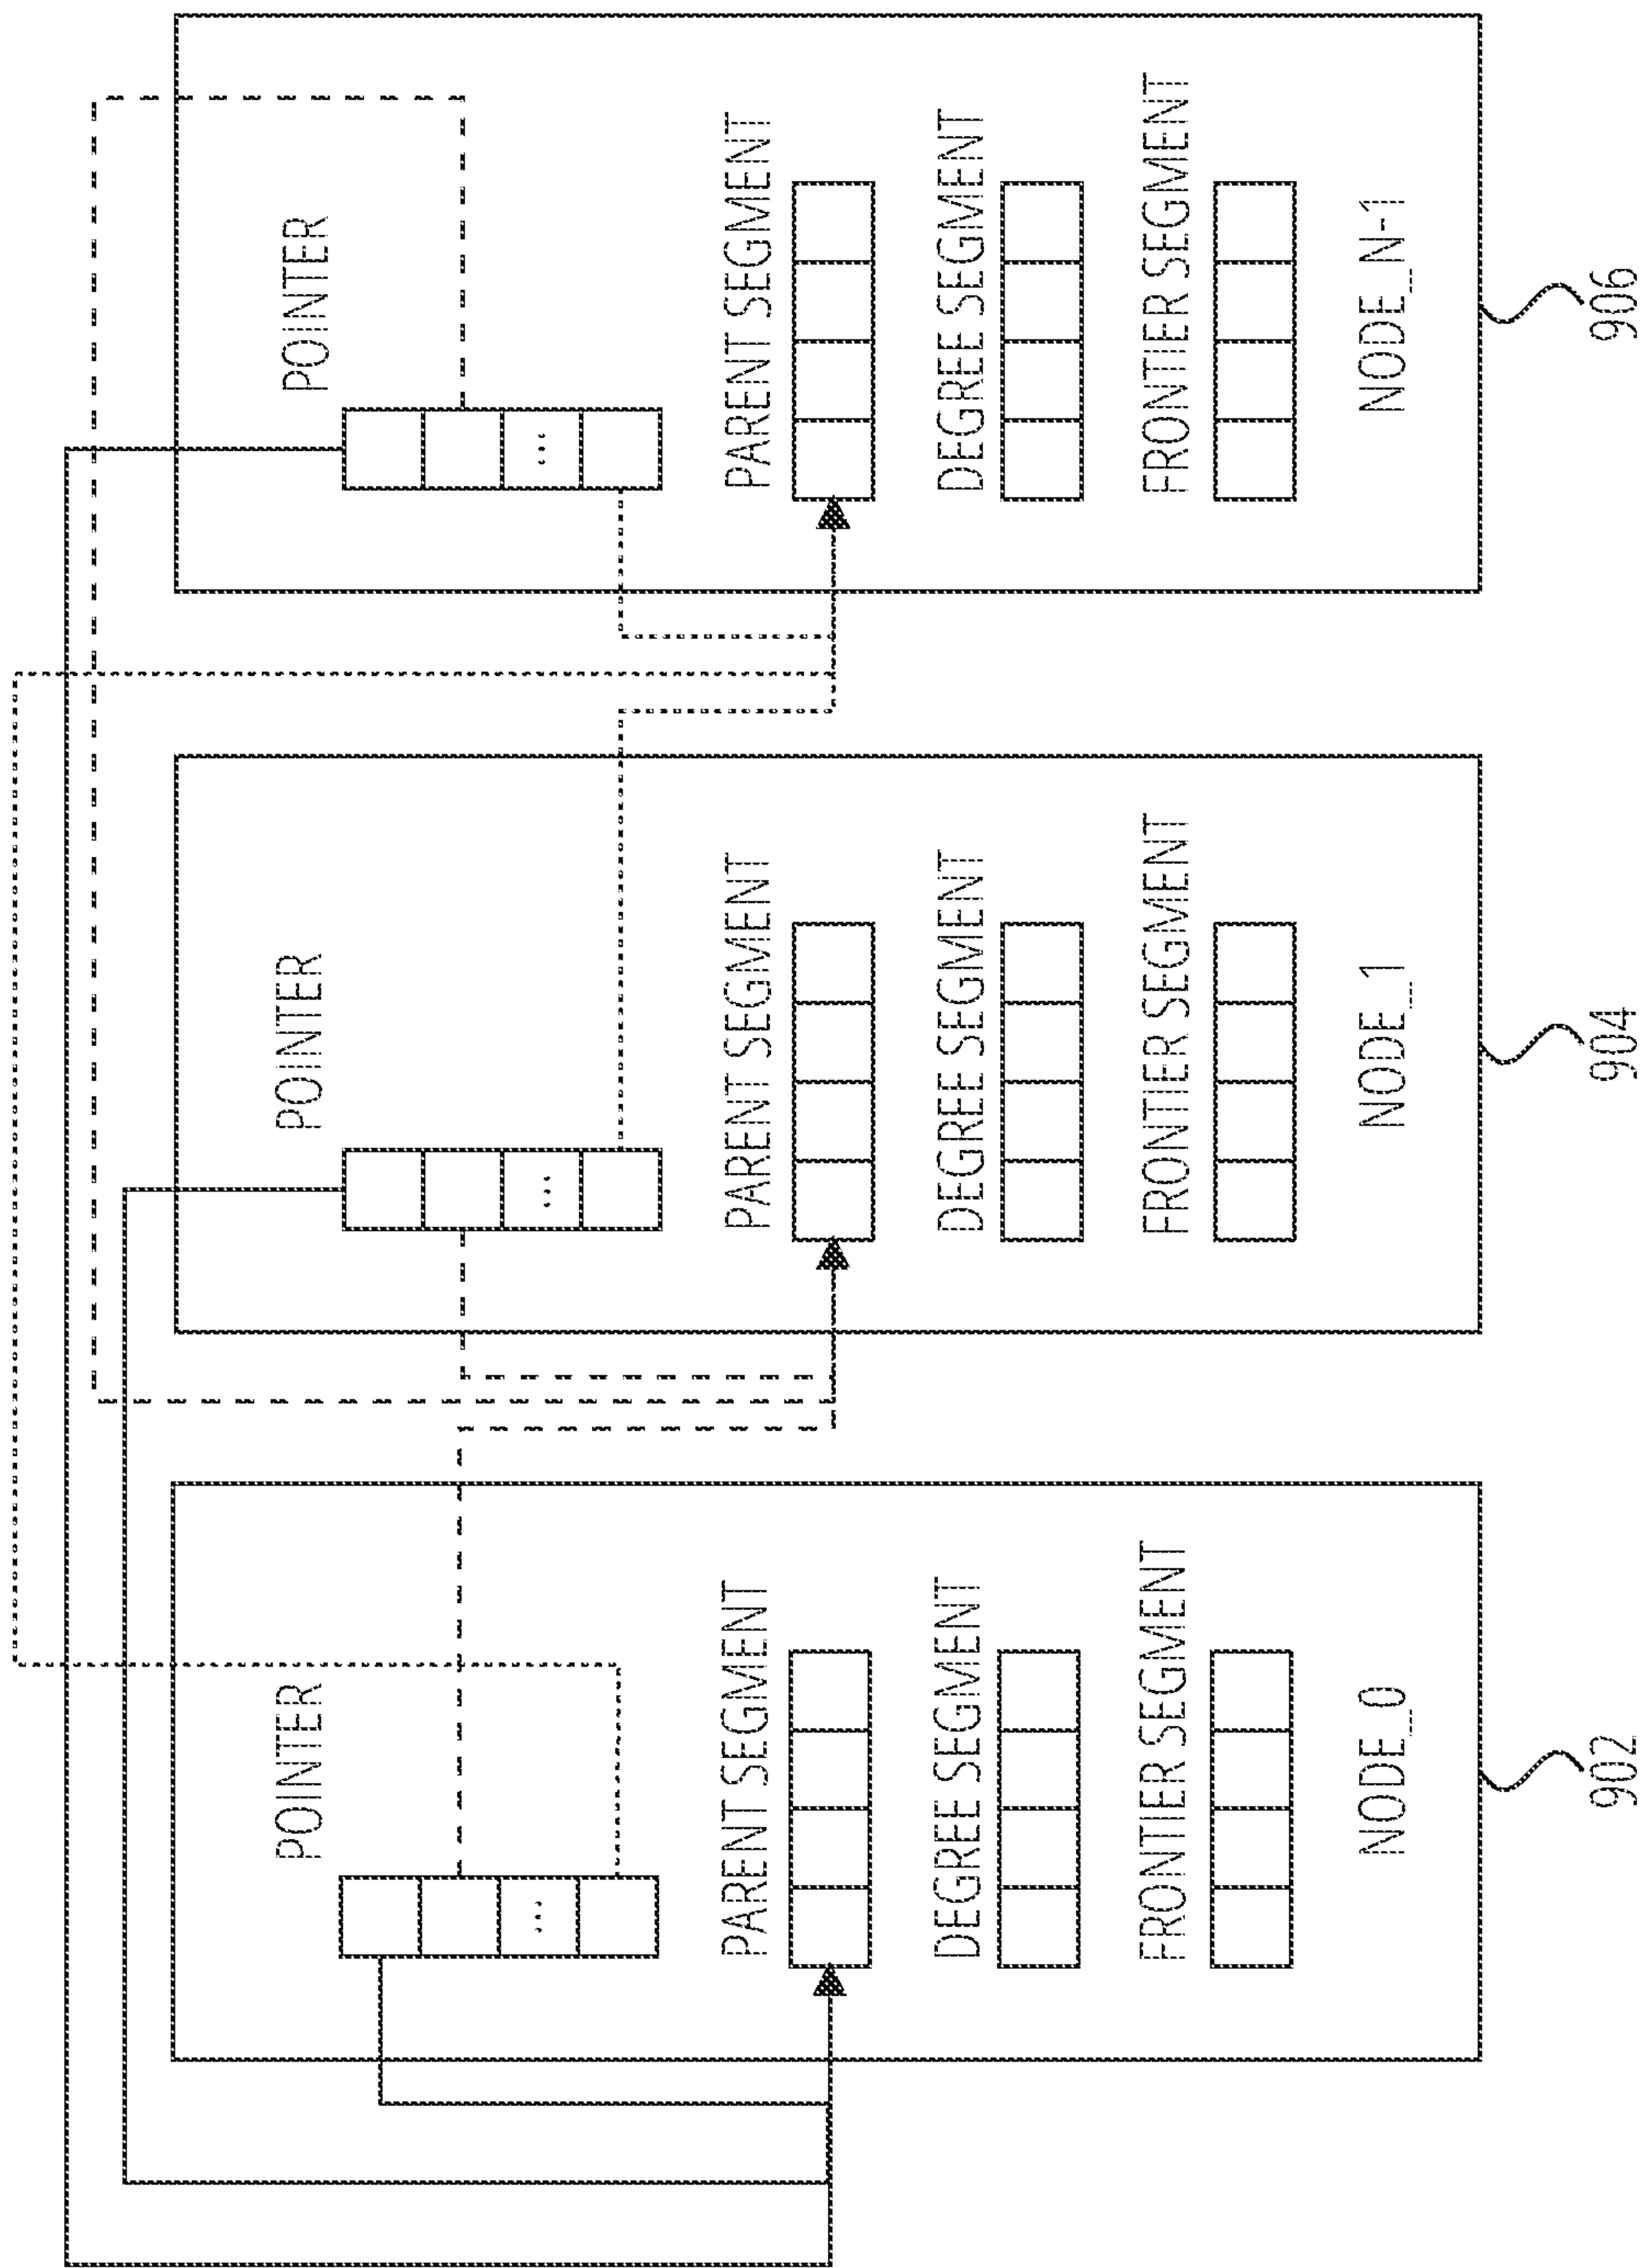 POINTER
...
PARENT SEGMENT
DEGREE SEGMENT
FRONTIER SEGMENT
NODE_0
902
POINTER
...
PARENT SEGMENT
DEGREE SEGMENT
FRONTIER SEGMENT
NODE_1
904
POINTER
...
PARENT SEGMENT
DEGREE SEGMENT
FRONTIER SEGMENT
NODE_N-1
906